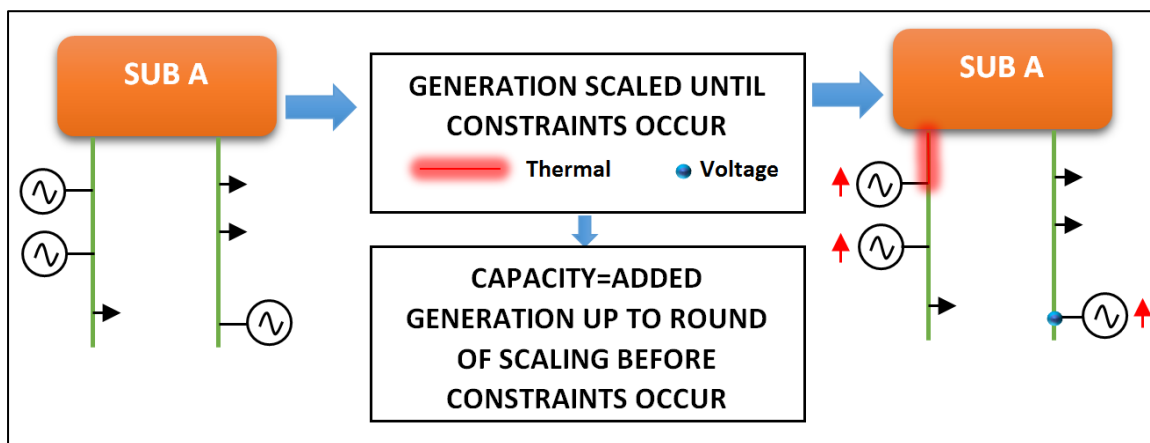 SUB A
GENERATION SCALED UNTIL
CONSTRAINTS OCCUR
Thermal
Voltage
CAPACITY=ADDED
GENERATION UP TO ROUND
OF SCALING BEFORE
CONSTRAINTS OCCUR
SUB A